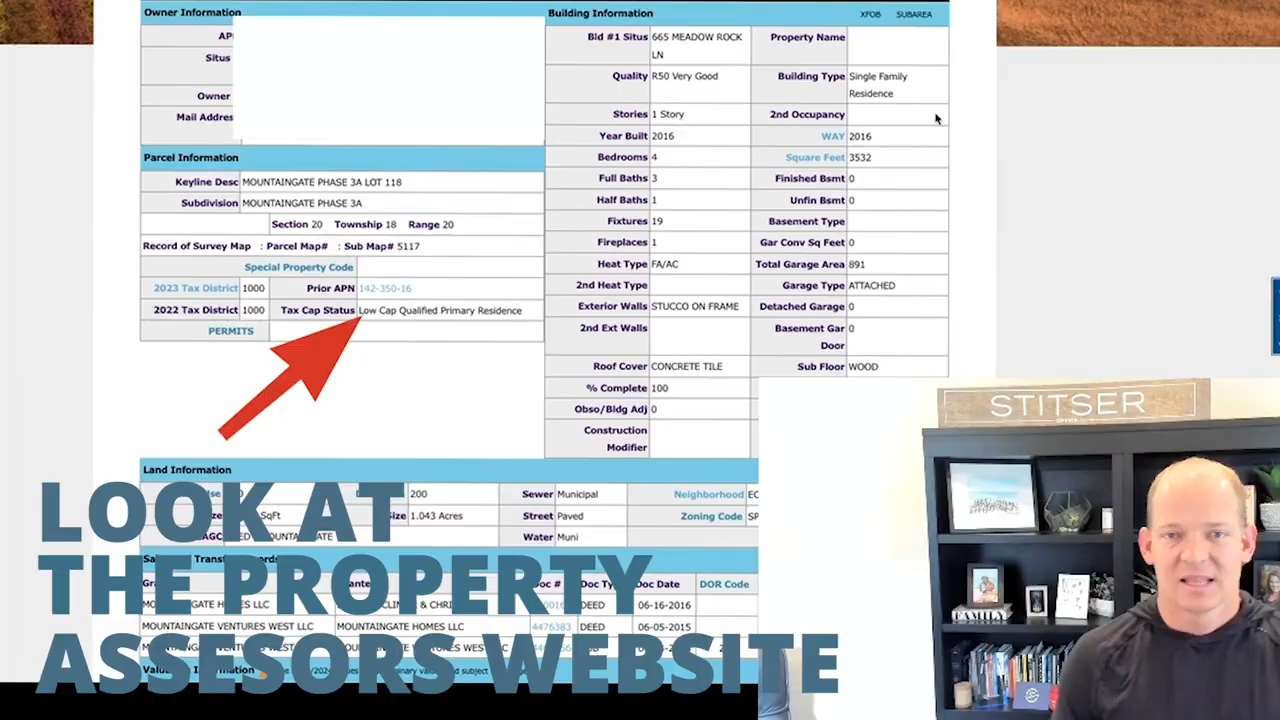 Owner Information
AP
Situs
Owner
Mail Addres
Parcel Information
Keyline Desc MOUNTAINGATE PHASE 3A LOT 118
Subdivision MOUNTAINGATE PHASE 3A
Section 20 Township 18 Range 20
Record of Survey Map : Parcel Map# : Sub Map# 5117
Special Property Code
2023 Tax District 1000 Prior APN 142-350-16
2022 Tax District 1000 Tax Cap Status Low Cap Qualified Primary Residence
PERMITS
Building Information XFOB SUBAREA
Bld #1 Situs 665 MEADOW ROCK LN Property Name
Quality R50 Very Good Building Type Single Family Residence
Stories 1 Story 2nd Occupancy
Year Built 2016 WAY 2016
Bedrooms 4 Square Feet 3532
Full Baths 3 Finished Bsmt 0
Half Baths 1 Unfin Bsmt 0
Fixtures 19 Basement Type
Fireplaces 1 Gar Conv Sq Feet 0
Heat Type FA/AC Total Garage Area 891
2nd Heat Type Garage Type ATTACHED
Exterior Walls STUCCO ON FRAME Detached Garage 0
2nd Ext Walls Basement Gar Door 0
Roof Cover CONCRETE TILE Sub Floor WOOD
% Complete 100
Obso/Bldg Adj 0
Construction Modifier
Land Information
200 Sewer Municipal Neighborhood EC
SqFt Size 1.043 Acres Street Paved Zoning Code SP
Water Muni
Doc Date DOR Code
MOUNTAINGATE HOMES LLC DEED 06-16-2016
MOUNTAINGATE VENTURES WEST LLC MOUNTAINGATE HOMES LLC 4476383 DEED 06-05-2015
LOOK AT
THE PROPERTY
ASSESORS WEBSITE
STITSER